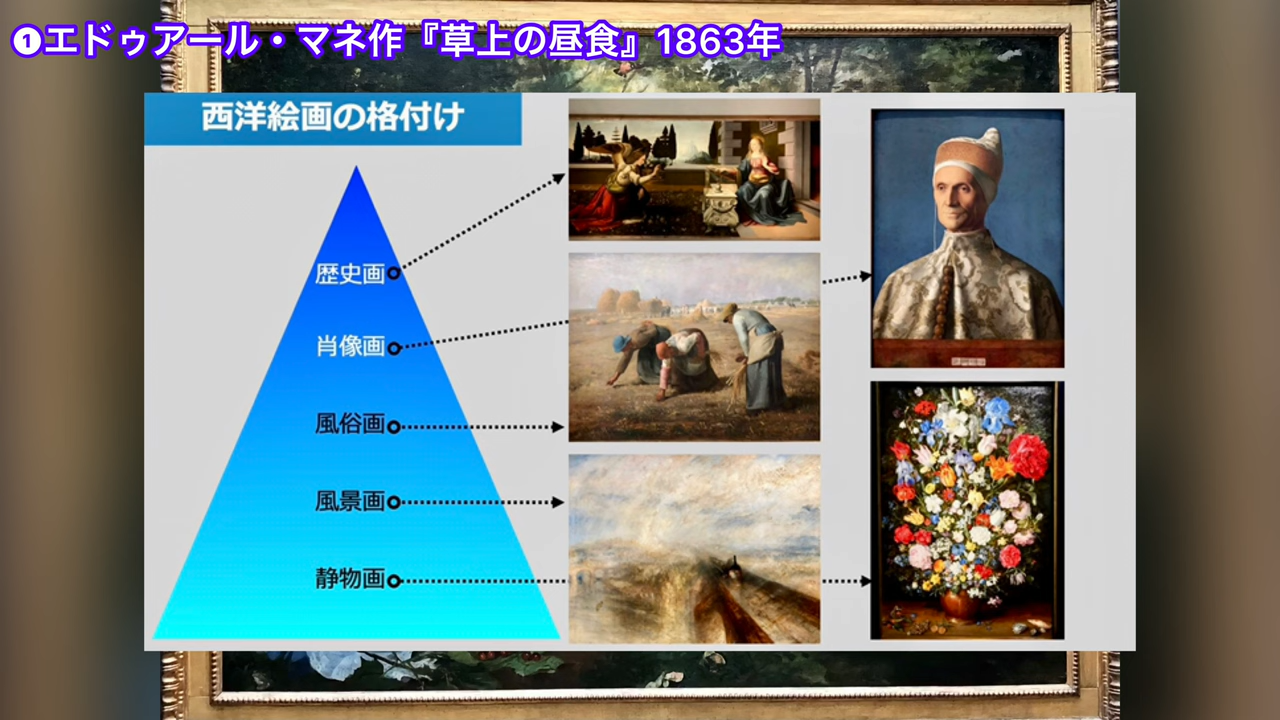 ❶エドゥアール・マネ作『草上の昼食』1863年
西洋絵画の格付け
歴史画
肖像画
風俗画
風景画
静物画